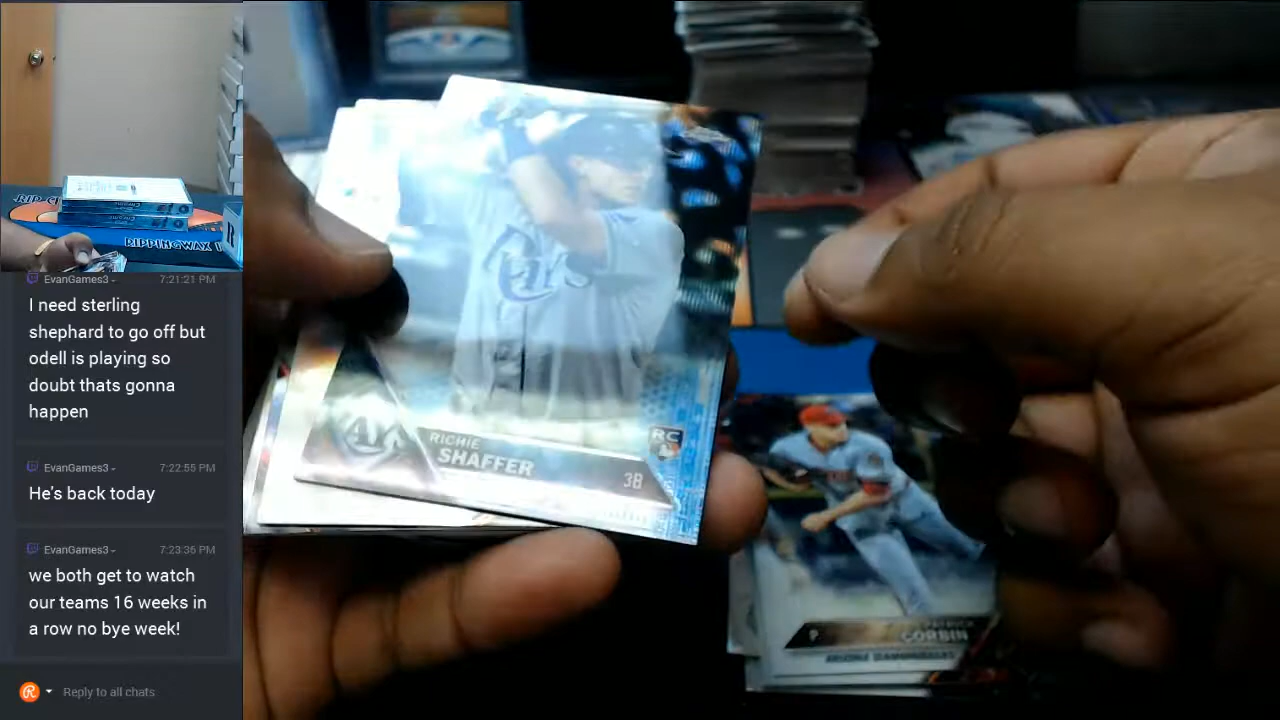 EvanGames3
7:21:21 PM
I need sterling
shephard to go off but
odell is playing so
doubt thats gonna
happen
EvanGames3
7:22:55 PM
He's back today
EvanGames3
7:23:36 PM
we both get to watch
our teams 16 weeks in
a row no bye week!
Reply to all chats
RIPPINGWAX
Rays
RICHIE
SHAFFER
3B
RC
P
PATRICK
CORBIN
ARIZONA DIAMONDBACKS